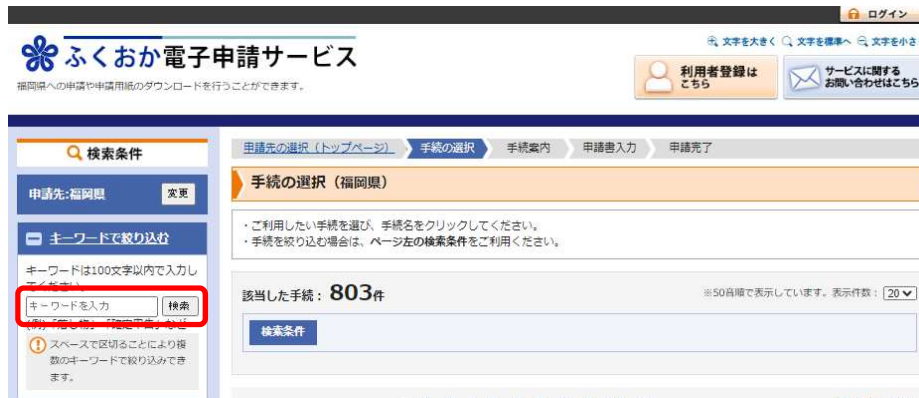 ログイン
ふくおか電子申請サービス
福岡県への申請や申請用紙のダウンロードを行うことができます。
文字を大きく 文字を標準へ 文字を小さ
利用者登録は
こちら
サービスに関する
お問い合わせはこちら
検索条件
申請先:福岡県 変更
キーワードで絞り込む
キーワードは100文字以内で入力し
てください。
キーワードを入力 検索
スペースで区切ることにより複
数のキーワードで絞り込みでき
ます。
申請先の選択（トップページ） 手続の選択 手続案内 申請書入力 申請完了
手続の選択（福岡県）
・ご利用したい手続を選び、手続名をクリックしてください。
・手続を絞り込む場合は、ページ左の検索条件をご利用ください。
該当した手続： 803件
※50音順で表示しています。表示件数： 20
検索条件